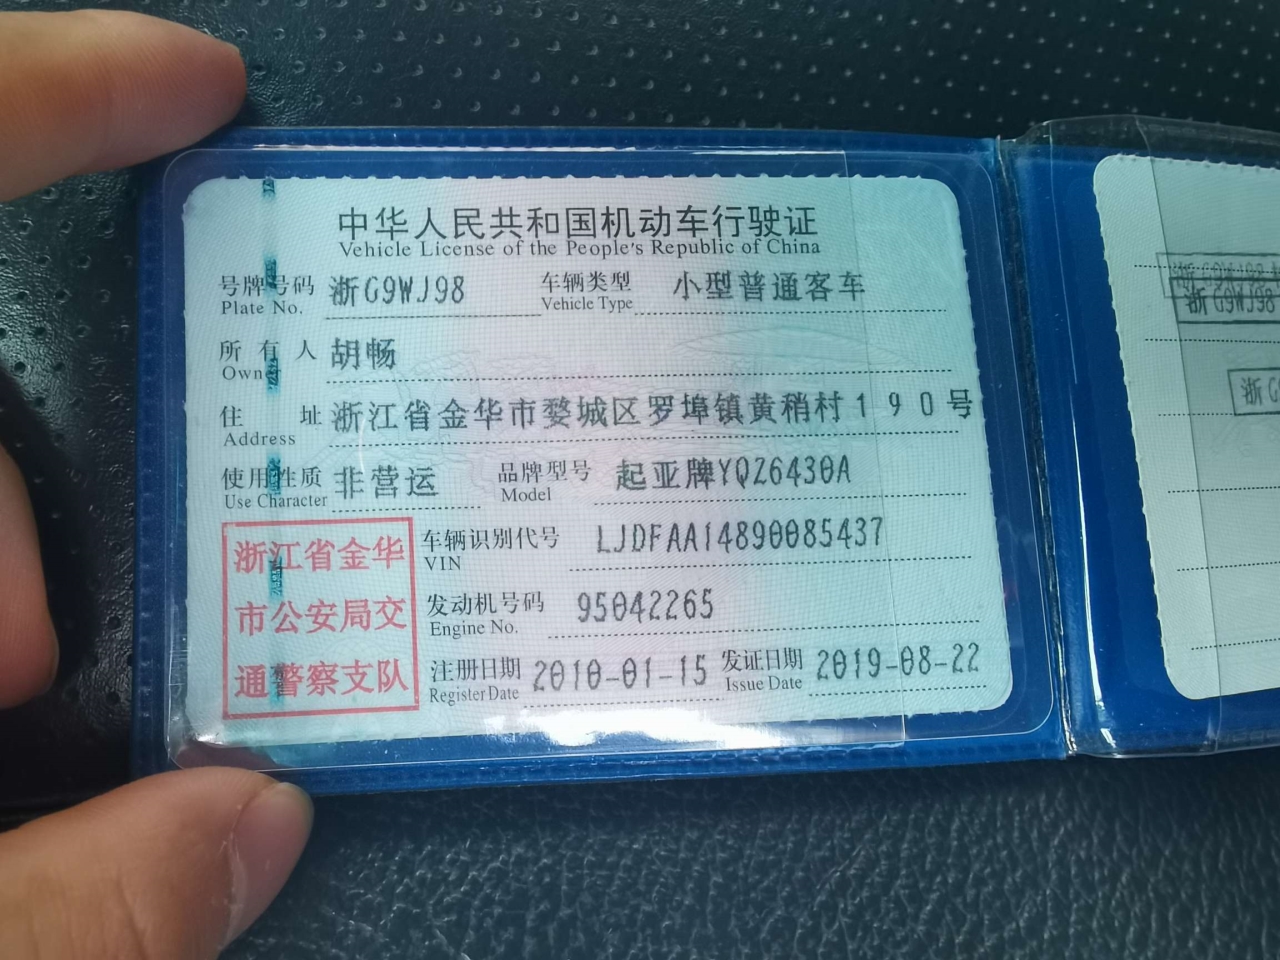 中华人民共和国机动车行驶证
Vehicle License of the People's Republic of China
号牌号码 浙G9WJ98 车辆类型 小型普通客车
Plate No. Vehicle Type
所有人 胡畅
Owner
住址 浙江省金华市婺城区罗埠镇黄稍村190号
Address
使用性质 非营运 品牌型号 起亚牌YQZ6430A
Use Character Model
浙江省金华
市公安局交
通警察支队
车辆识别代号 LJDFAA14890085437
VIN
发动机号码 95042265
Engine No.
注册日期 2010-01-15 发证日期 2019-08-22
Register Date Issue Date
浙G9WJ98
浙G